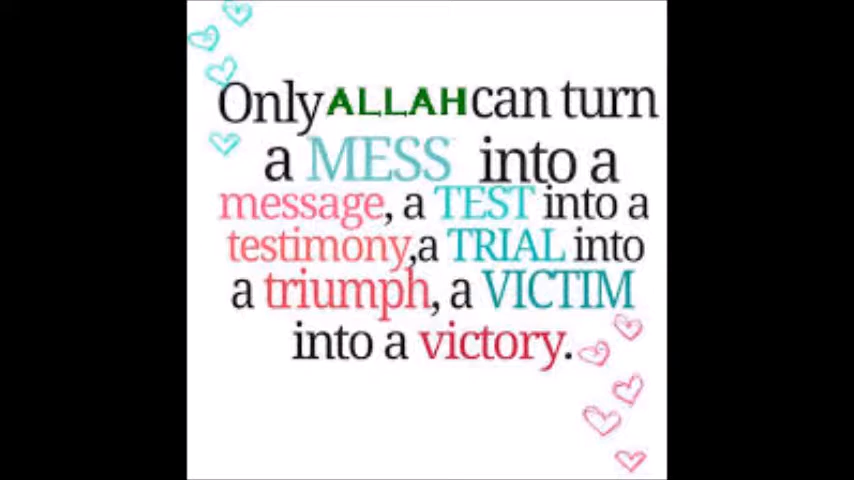 Only ALLAH can turn
a MESS into a
message, a TEST into a
testimony,a TRIAL into
a triumph, a VICTIM
into a victory.